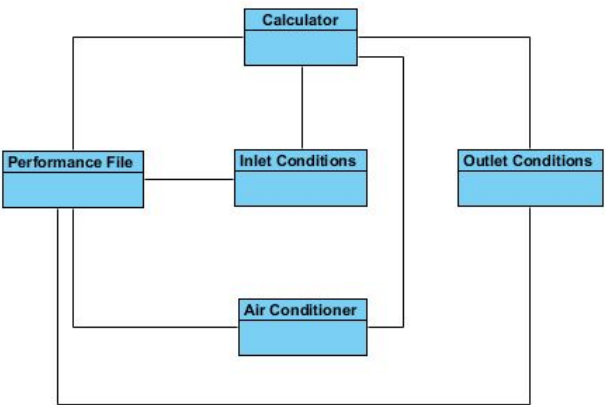 Calculator
Performance File
Inlet Conditions
Outlet Conditions
Air Conditioner